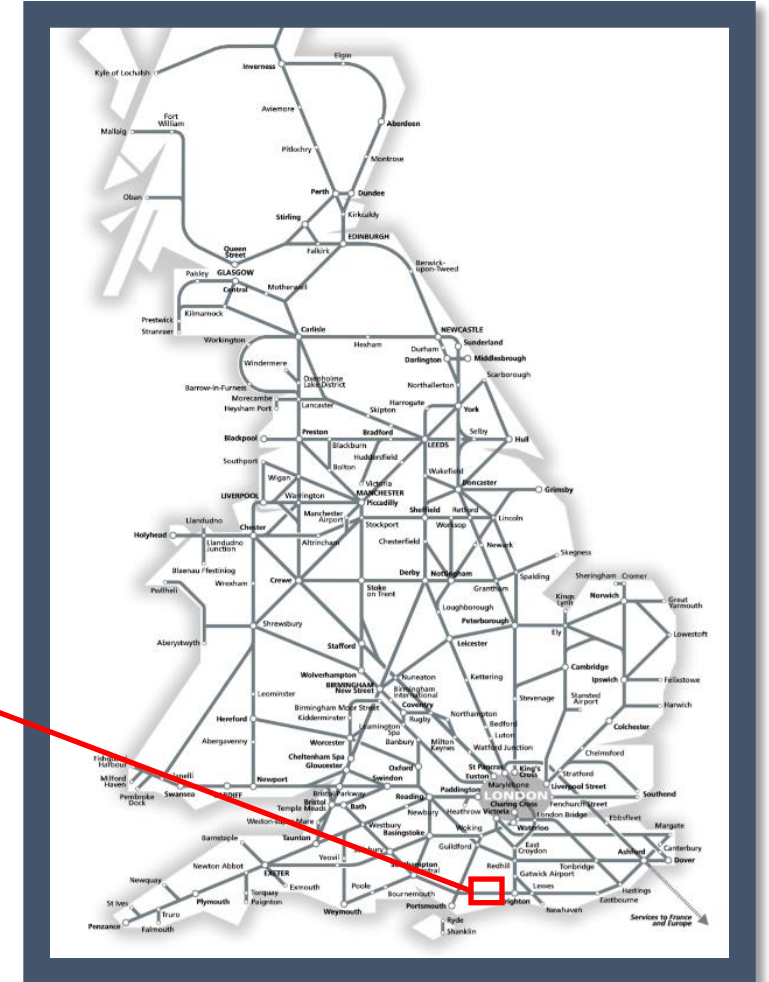 Elgin
Inverness
Kyle of Lochalsh
Aviemore
Fort
William
Aberdeen
Mallaig
Pitlochry
Montrose
Perth
Dundee
Oban
Stirling
Kirkcaldy
EDINBURGH
Queen
Street
Falkirk
Berwick-
upon-Tweed
Paisley
GLASGOW
Central
Motherwell
Prestwick
Kilmarnock
Stranraer
Carlisle
NEWCASTLE
Workington
Hexham
Sunderland
Durham
Darlington
Middlesbrough
Windermere
Scarborough
Oxenholme
Lake District
Barrow-in-Furness
Northallerton
Morecambe
Heysham Port
Lancaster
Harrogate
Skipton
York
Blackpool
Preston
Bradford
Selby
Blackburn
LEEDS
Hull
Huddersfield
Southport
Bolton
Wakefield
Wigan
Victoria
Doncaster
LIVERPOOL
Warrington
MANCHESTER
Piccadilly
Grimsby
Manchester
Airport
Sheffield
Retford
Llandudno
Chester
Stockport
Worksop
Lincoln
Holyhead
Llandudno
Junction
Altrincham
Chesterfield
Newark
Skegness
Blaenau Ffestiniog
Wrexham
Crewe
Derby
Nottingham
Spalding
Sheringham
Cromer
Pwllheli
Stoke
on Trent
Grantham
Kings
Lynn
Norwich
Great
Yarmouth
Loughborough
Shrewsbury
Peterborough
Ely
Lowestoft
Aberystwyth
Stafford
Leicester
Cambridge
Wolverhampton
Nuneaton
Kettering
Ipswich
Felixstowe
BIRMINGHAM
New Street
Birmingham
International
Leominster
Stevenage
Stansted
Airport
Birmingham Moor Street
Coventry
Harwich
Hereford
Kidderminster
Rugby
Northampton
Leamington
Spa
Bedford
Colchester
Abergavenny
Worcester
Banbury
Milton
Keynes
Luton
Watford Junction
Chelmsford
Cheltenham Spa
Gloucester
Oxford
St Pancras
King's
Cross
Stratford
Milford
Haven
Newport
Swindon
Euston
Marylebone
Liverpool Street
Pembroke
Dock
Swansea
Bristol Parkway
Reading
Paddington
LONDON
Southend
Bristol
Temple Meads
Bath
Heathrow
Victoria
Charing Cross
Fenchurch Street
Newbury
London Bridge
Ebbsfleet
Westbury
Basingstoke
Woking
Waterloo
Margate
Barnstaple
Taunton
Guildford
East
Croydon
Canterbury
Newton Abbot
Yeovil
Redhill
Tonbridge
Ashford
Dover
EXETER
Gatwick Airport
Newquay
Exmouth
Poole
Bournemouth
Lewes
Hastings
St Ives
Plymouth
Torquay
Paignton
Portsmouth
Eastbourne
Truro
Weymouth
Newhaven
Penzance
Falmouth
Ryde
Shanklin
Services to France
and Europe